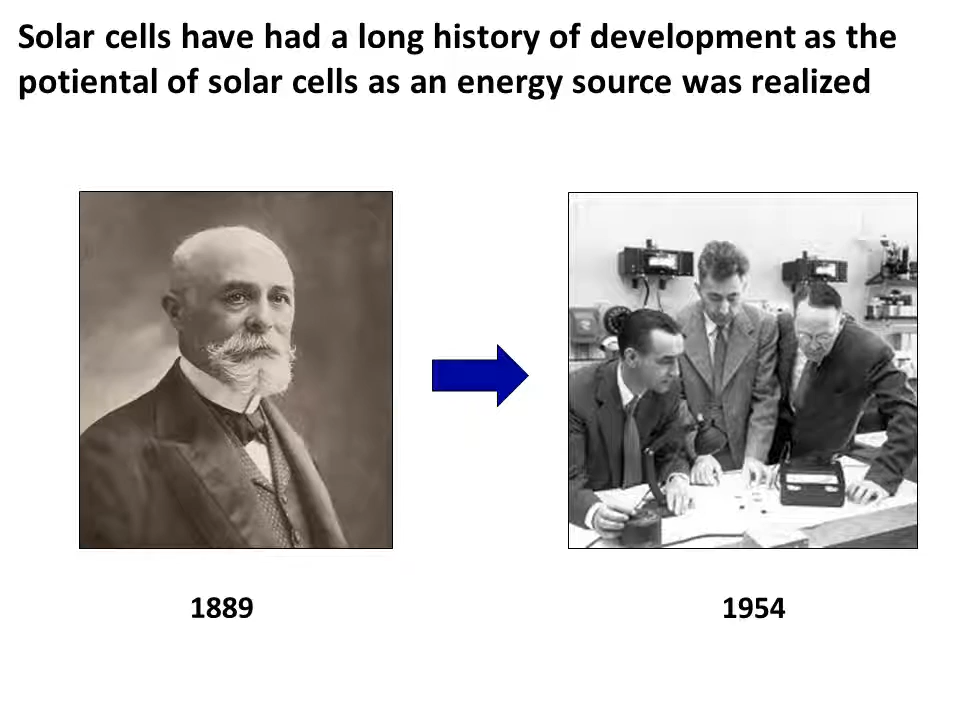 Solar cells have had a long history of development as the
potiental of solar cells as an energy source was realized
1889
1954